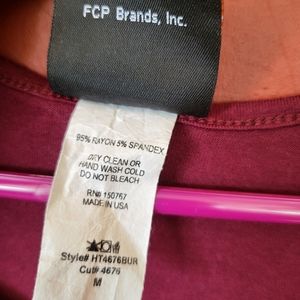 FCP Brands, Inc.
95% RAYON 5% SPANDEX
DRY CLEAN OR
HAND WASH COLD
DO NOT BLEACH
RN# 150767
MADE IN USA
Style# HT4676BUR
Cut# 4676
M